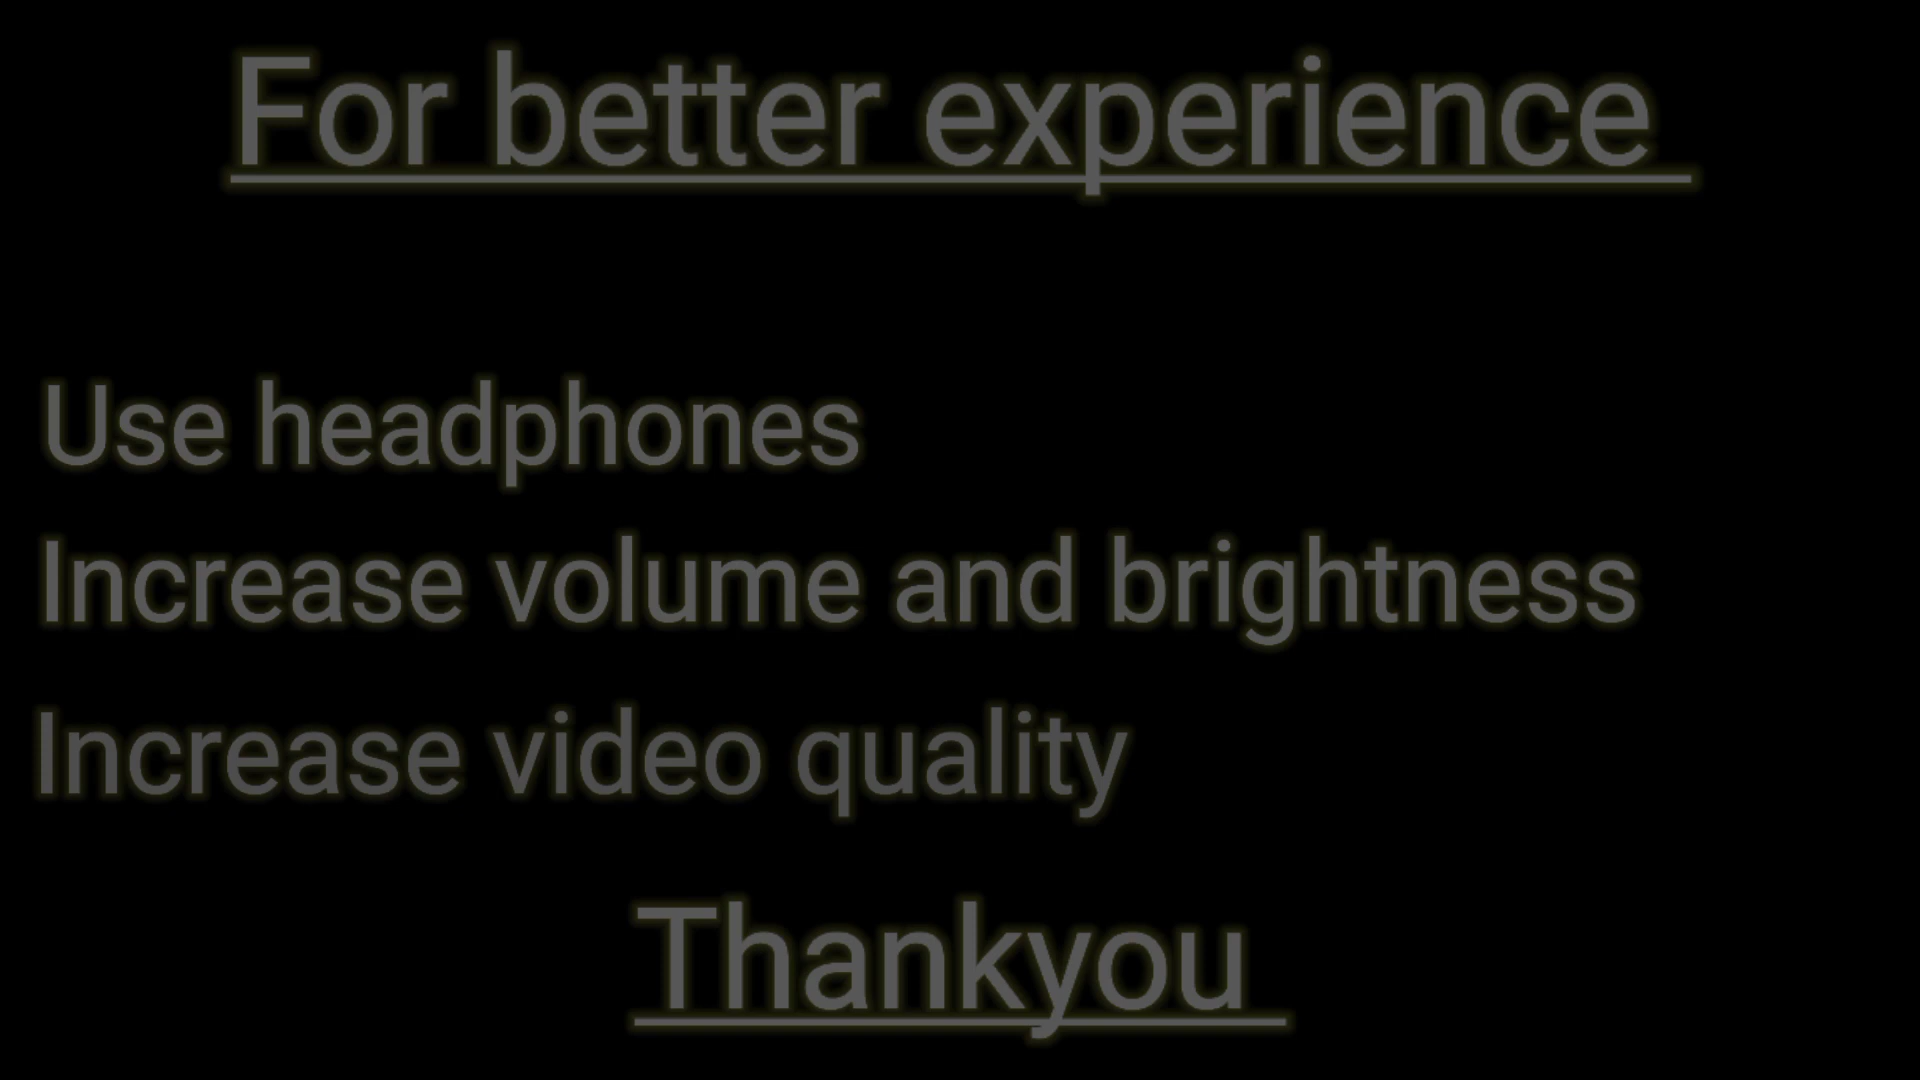 For better experience
Use headphones
Increase volume and brightness
Increase video quality
Thankyou